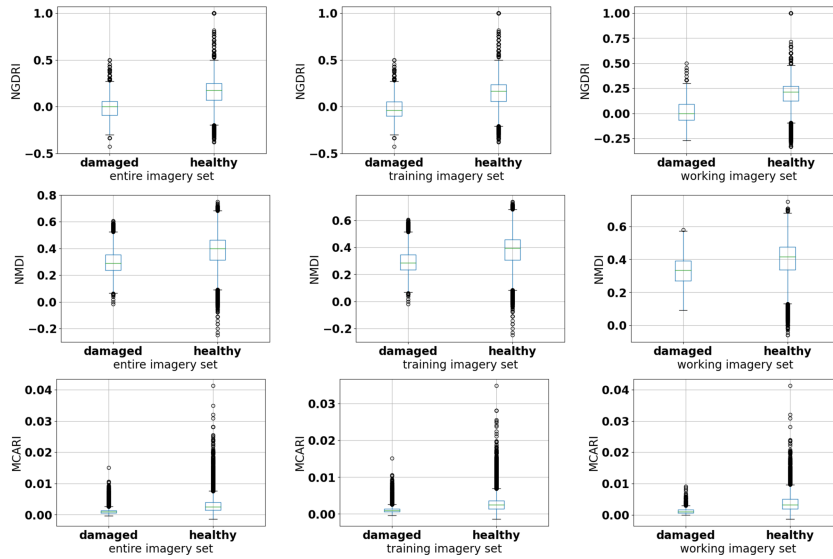 NGDRI
1.0
0.5
0.0
−0.5
damaged healthy
entire imagery set
NGDRI
1.0
0.5
0.0
−0.5
damaged healthy
training imagery set
NGDRI
1.00
0.75
0.50
0.25
0.00
−0.25
damaged healthy
working imagery set
NMDI
0.8
0.6
0.4
0.2
0.0
−0.2
damaged healthy
entire imagery set
NMDI
0.6
0.4
0.2
0.0
−0.2
damaged healthy
training imagery set
NMDI
0.6
0.4
0.2
0.0
damaged healthy
working imagery set
MCARI
0.04
0.03
0.02
0.01
0.00
damaged healthy
entire imagery set
MCARI
0.03
0.02
0.01
0.00
damaged healthy
training imagery set
MCARI
0.04
0.03
0.02
0.01
0.00
damaged healthy
working imagery set